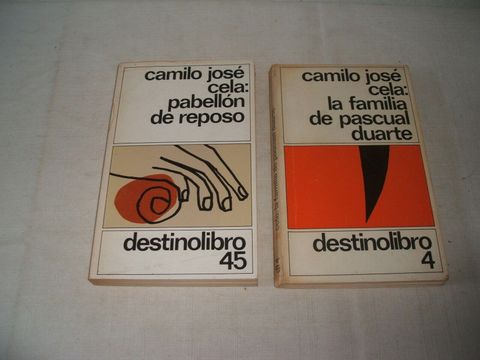 camilo josé
cela:
pabellón
de reposo
destinolibro
45
camilo josé
cela:
la familia
de pascual
duarte
destinolibro
4